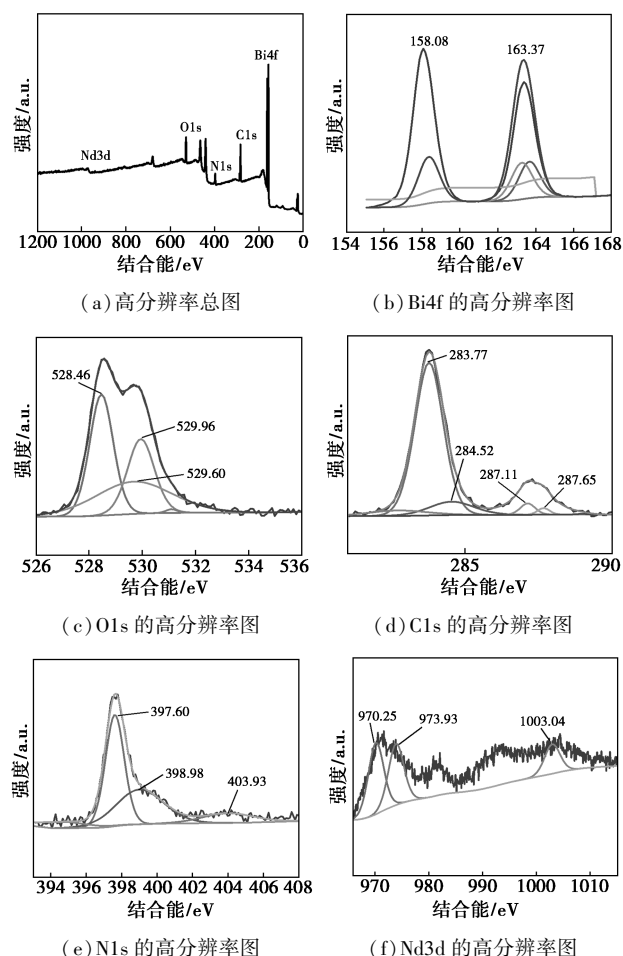 强度/a.u.
Bi4f
O1s
C1s
Nd3d
N1s
1200 1000 800 600 400 200 0
结合能/eV
(a)高分辨率总图
强度/a.u.
158.08
163.37
154 156 158 160 162 164 166 168
结合能/eV
(b)Bi4f 的高分辨率图
强度/a.u.
528.46
529.96
529.60
526 528 530 532 534 536
结合能/eV
(c)O1s 的高分辨率图
强度/a.u.
283.77
284.52
287.11
287.65
285 290
结合能/eV
(d)C1s 的高分辨率图
强度/a.u.
397.60
398.98
403.93
394 396 398 400 402 404 406 408
结合能/eV
(e)N1s 的高分辨率图
强度/a.u.
970.25
973.93
1003.04
970 980 990 1000 1010
结合能/eV
(f)Nd3d 的高分辨率图